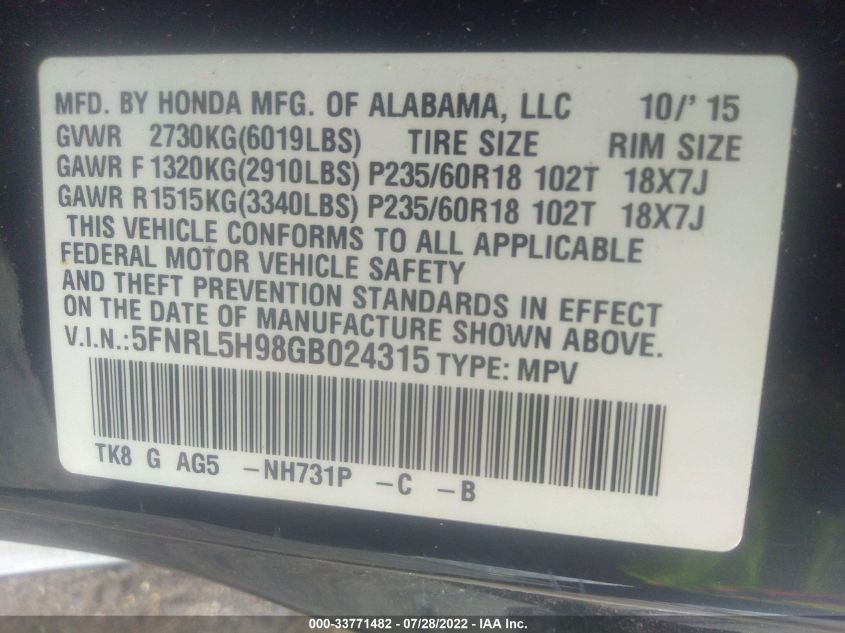 MFD. BY HONDA MFG. OF ALABAMA, LLC 10/' 15
GVWR 2730KG(6019LBS) TIRE SIZE RIM SIZE
GAWR F 1320KG(2910LBS) P235/60R18 102T 18X7J
GAWR R1515KG(3340LBS) P235/60R18 102T 18X7J
THIS VEHICLE CONFORMS TO ALL APPLICABLE
FEDERAL MOTOR VEHICLE SAFETY
AND THEFT PREVENTION STANDARDS IN EFFECT
ON THE DATE OF MANUFACTURE SHOWN ABOVE.
V.I.N.:5FNRL5H98GB024315 TYPE: MPV
TK8 G AG5 -NH731P -C -B
000-33771482 / 07/28/2022 - IAA Inc.